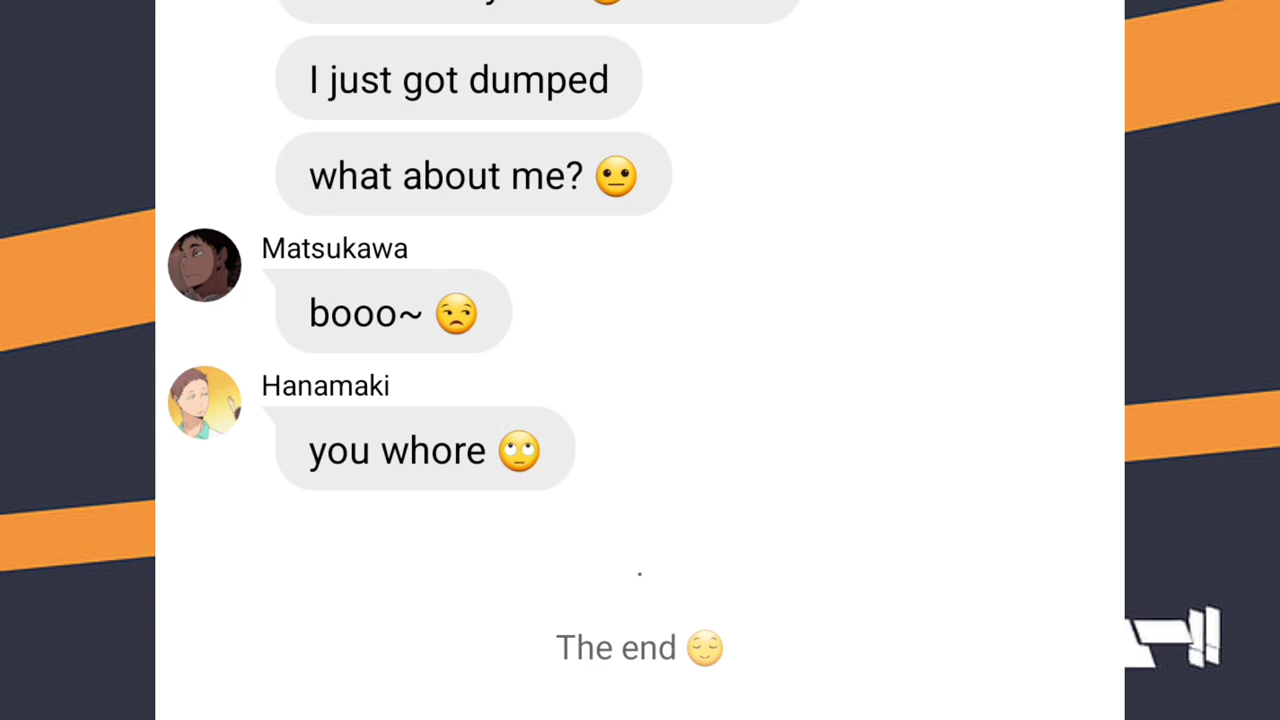 I just got dumped
what about me? 😐
Matsukawa
booo~ 😒
Hanamaki
you whore 🙄
.
The end 😌